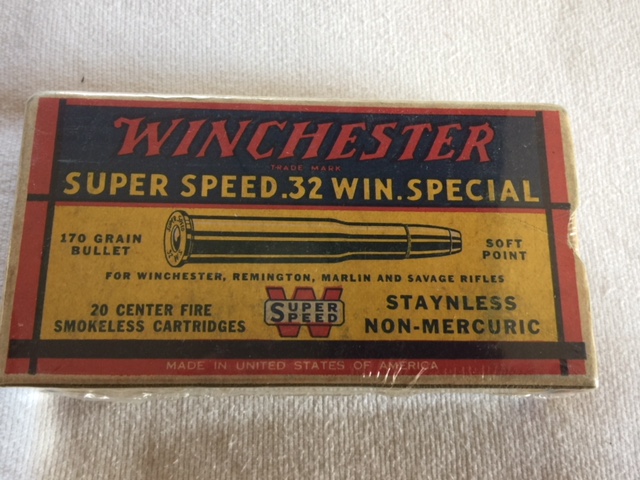 WINCHESTER
TRADE MARK
SUPER SPEED .32 WIN. SPECIAL
170 GRAIN
BULLET
SOFT
POINT
FOR WINCHESTER, REMINGTON, MARLIN AND SAVAGE RIFLES
20 CENTER FIRE
SMOKELESS CARTRIDGES
W
SUPER
SPEED
STAYNLESS
NON-MERCURIC
MADE IN UNITED STATES OF AMERICA